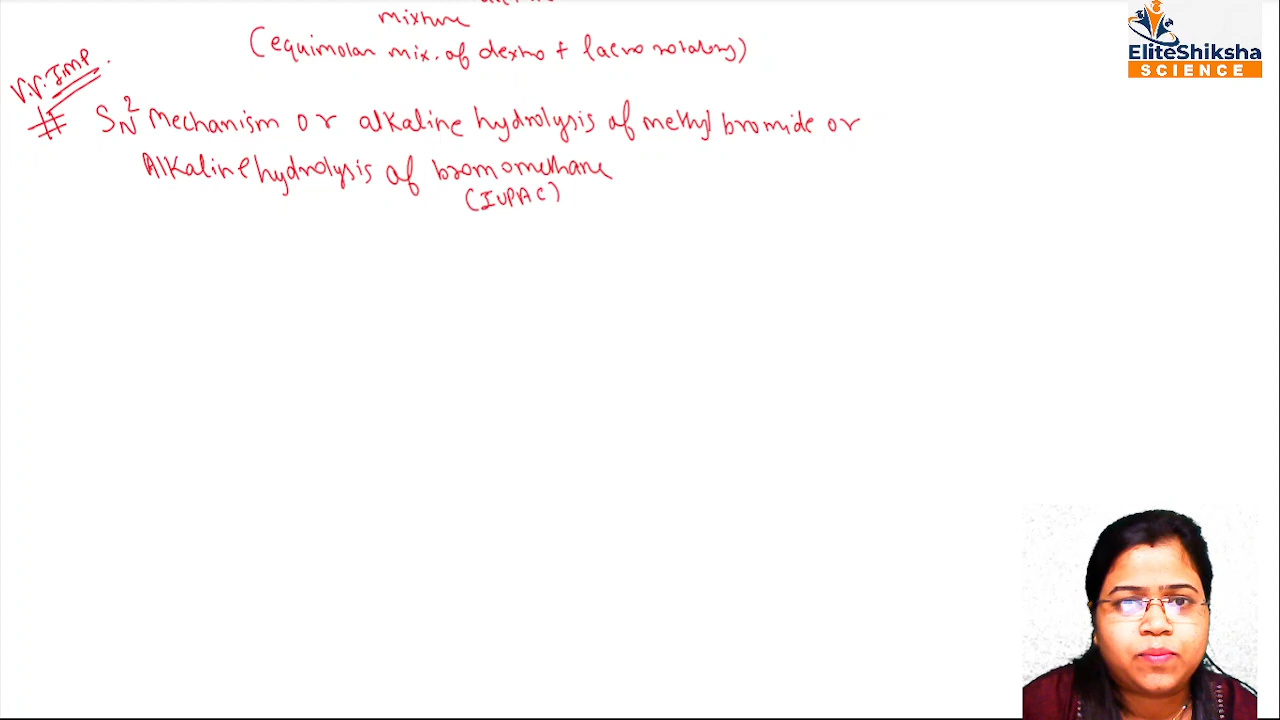 mixture
(equimolar mix. of dextro + laevo rotatory)
EliteShiksha
SCIENCE
V.V. Imp.
# SN2 Mechanism or alkaline hydrolysis of methyl bromide or
Alkaline hydrolysis of bromomethane
(IUPAC)